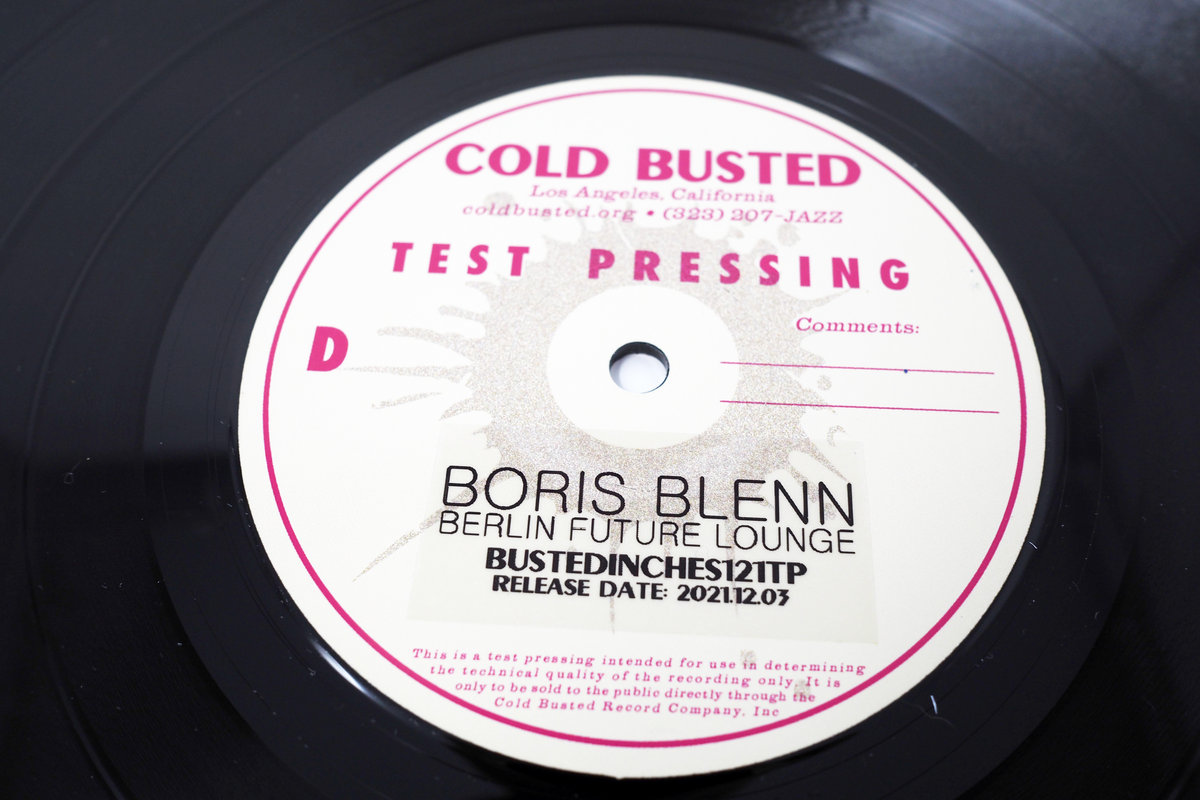 COLD BUSTED
Los Angeles, California
coldbusted.org • (323) 207-JAZZ
TEST PRESSING
Comments:
D
BORIS BLENN
BERLIN FUTURE LOUNGE
BUSTEDINCHES121TP
RELEASE DATE: 2021.12.03
This is a test pressing intended for use in determining
the technical quality of the recording only. It is
only to be sold to the public directly through the
Cold Busted Record Company, Inc